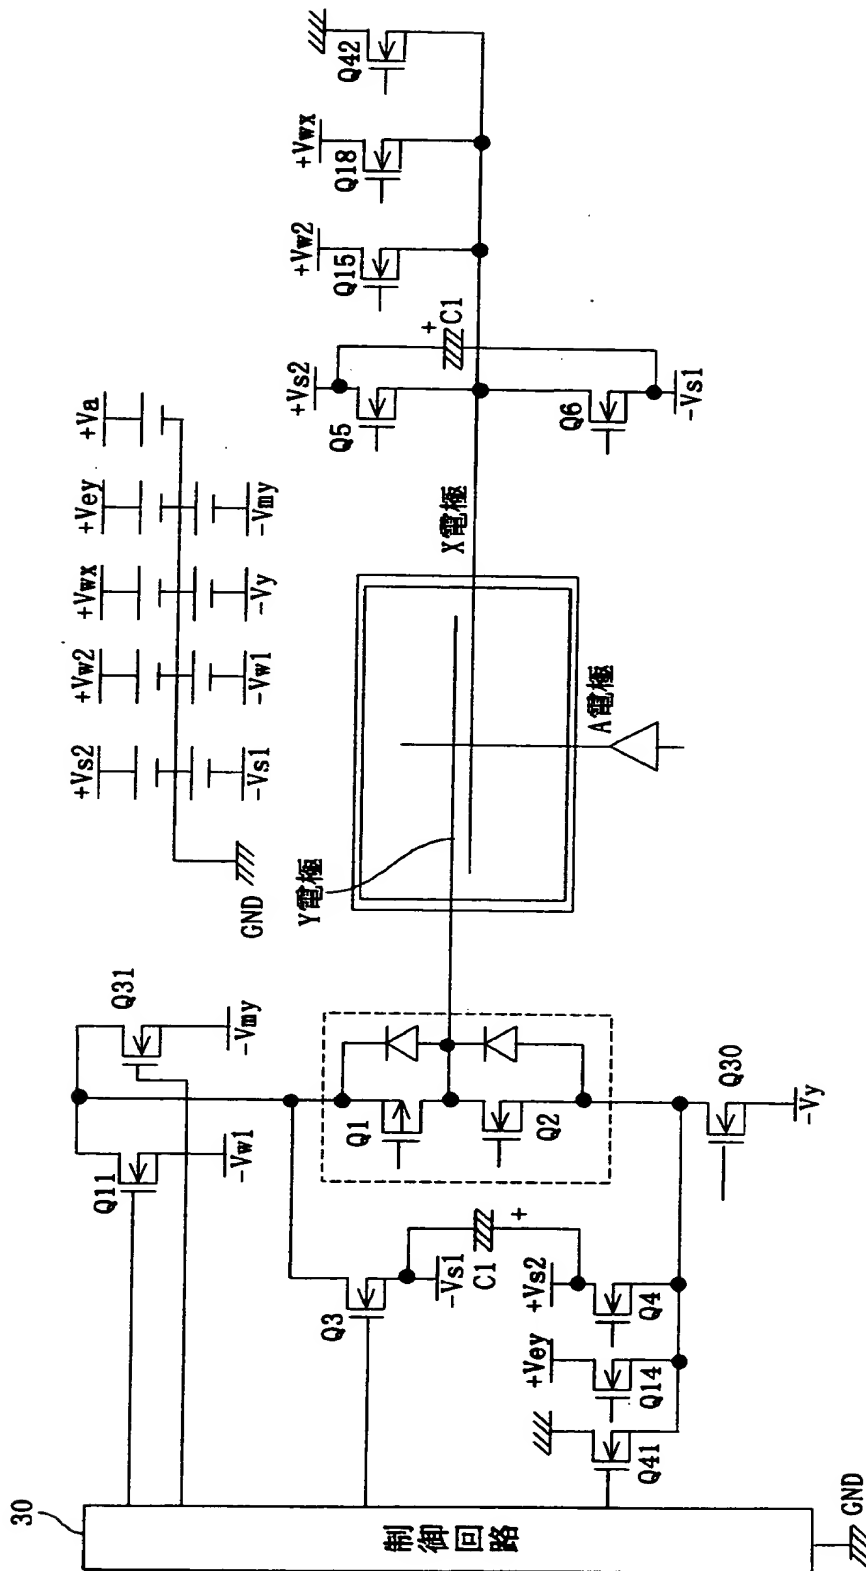 30
制御回路
GND
Q11
-Vw1
Q31
-Vmy
Q3
-Vs1
C1
+
+Vs2
Q4
+Vey
Q14
Q41
Q1
Q2
Q30
-Vy
GND
+Vs2
-Vs1
+Vw2
-Vw1
+Vwx
-Vy
+Vey
-Vmy
+Va
Y電極
X電極
A電極
+Vs2
Q5
Q6
-Vs1
+
C1
+Vw2
Q15
+Vwx
Q18
Q42